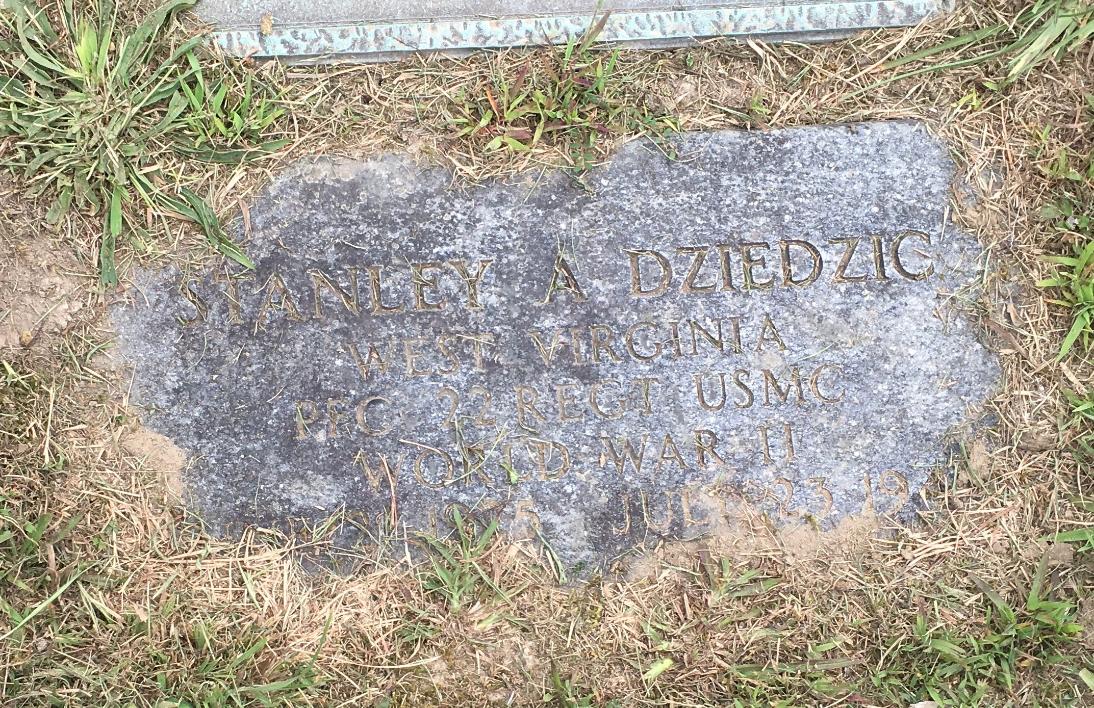 STANLEY A DZIEDZIC
WEST VIRGINIA
PFC 22 REGT USMC
WORLD WAR II
JULY 23